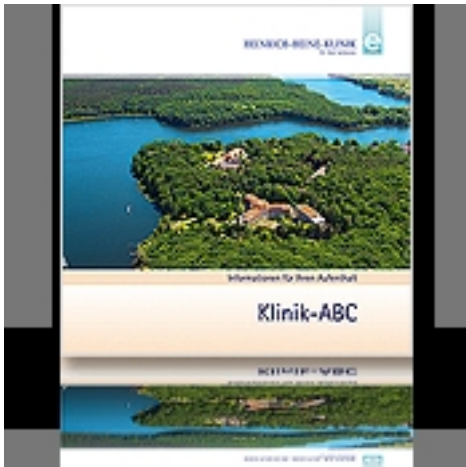 HEINRICH-HEINE-KLINIK
e
Informationen für Ihren Aufenthalt
Klinik-ABC